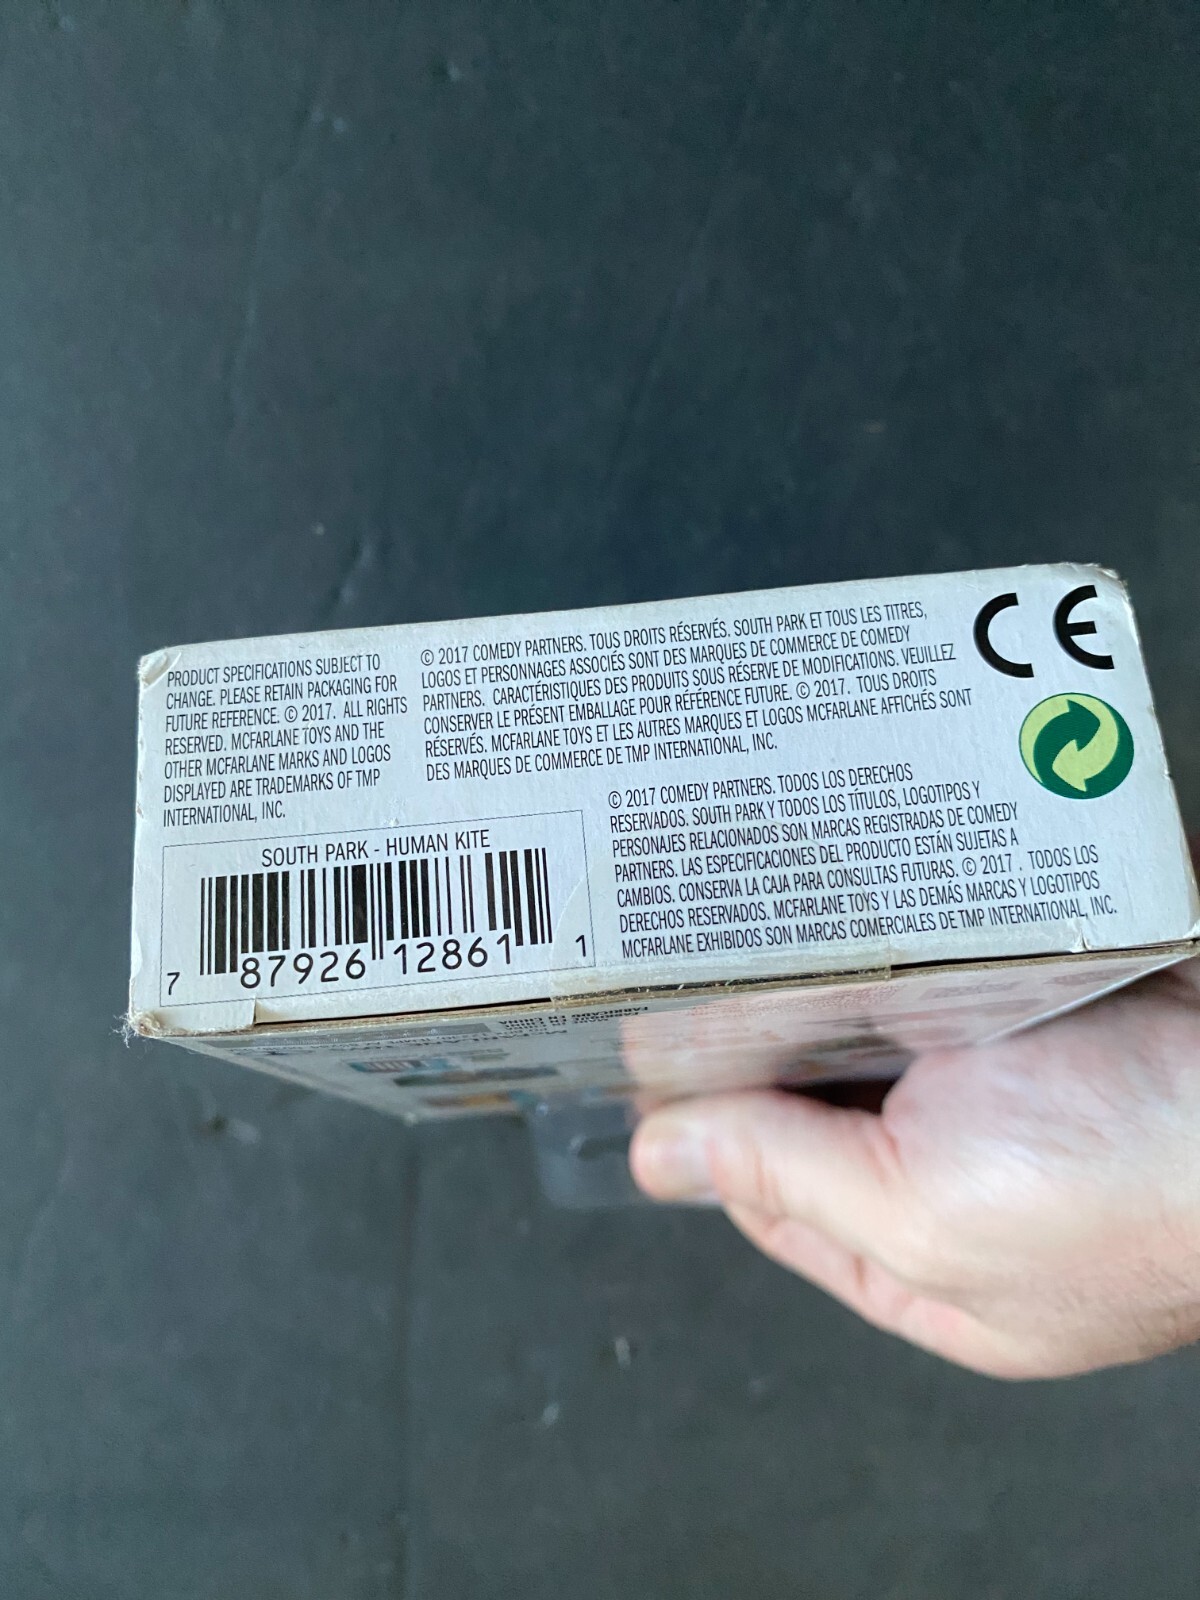 PRODUCT SPECIFICATIONS SUBJECT TO
CHANGE. PLEASE RETAIN PACKAGING FOR
FUTURE REFERENCE. © 2017. ALL RIGHTS
RESERVED. MCFARLANE TOYS AND THE
OTHER MCFARLANE MARKS AND LOGOS
DISPLAYED ARE TRADEMARKS OF TMP
INTERNATIONAL, INC.
© 2017 COMEDY PARTNERS. TOUS DROITS RÉSERVÉS. SOUTH PARK ET TOUS LES TITRES,
LOGOS ET PERSONNAGES ASSOCIÉS SONT DES MARQUES DE COMMERCE DE COMEDY
PARTNERS. CARACTÉRISTIQUES DES PRODUITS SOUS RÉSERVE DE MODIFICATIONS. VEUILLEZ
CONSERVER LE PRÉSENT EMBALLAGE POUR RÉFÉRENCE FUTURE. © 2017. TOUS DROITS
RÉSERVÉS. MCFARLANE TOYS ET LES AUTRES MARQUES ET LOGOS MCFARLANE AFFICHÉS SONT
DES MARQUES DE COMMERCE DE TMP INTERNATIONAL, INC.
CE
© 2017 COMEDY PARTNERS. TODOS LOS DERECHOS
RESERVADOS. SOUTH PARK Y TODOS LOS TÍTULOS, LOGOTIPOS Y
PERSONAJES RELACIONADOS SON MARCAS REGISTRADAS DE COMEDY
PARTNERS. LAS ESPECIFICACIONES DEL PRODUCTO ESTÁN SUJETAS A
CAMBIOS. CONSERVA LA CAJA PARA CONSULTAS FUTURAS. © 2017 . TODOS LOS
DERECHOS RESERVADOS. MCFARLANE TOYS Y LAS DEMÁS MARCAS Y LOGOTIPOS
MCFARLANE EXHIBIDOS SON MARCAS COMERCIALES DE TMP INTERNATIONAL, INC.
SOUTH PARK - HUMAN KITE
7 87926 12861 1